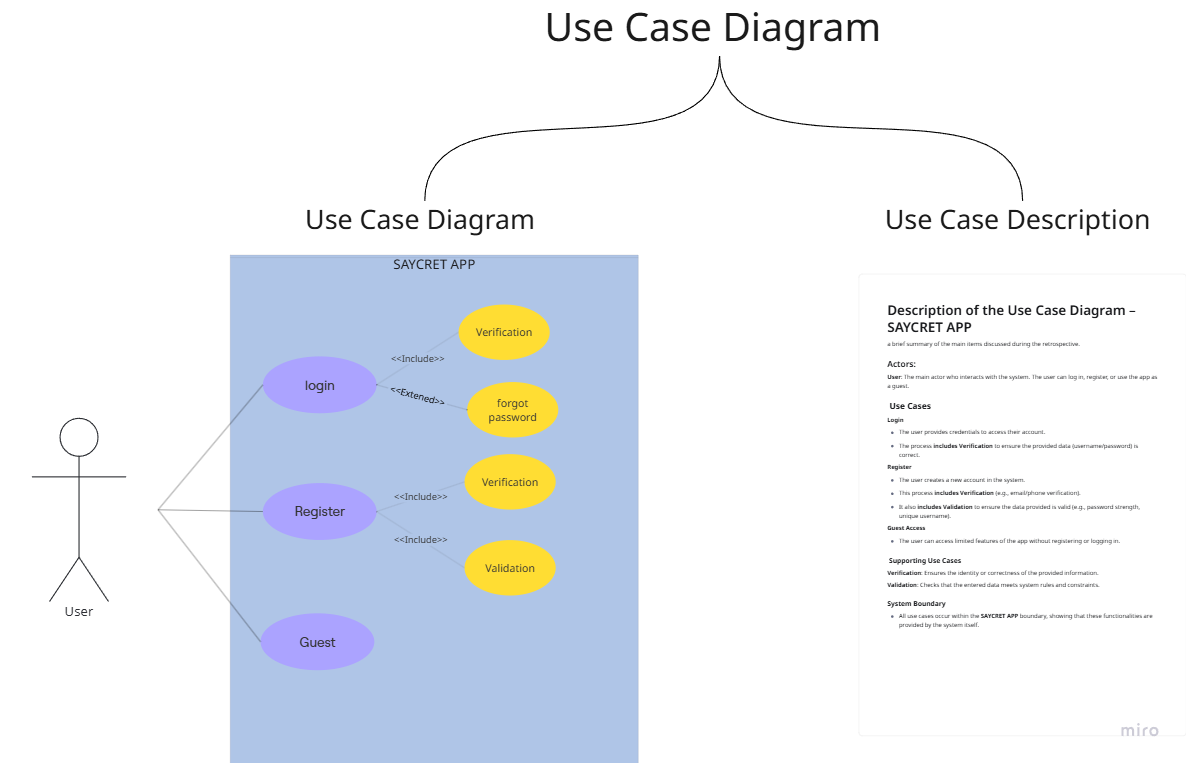 Use Case Diagram
Use Case Diagram
SAYCRET APP
Verification
<<Include>>
login
<<Extened>>
forgot
password
Verification
<<Include>>
Register
<<Include>>
Validation
User
Guest
Use Case Description
Description of the Use Case Diagram –
SAYCRET APP
a brief summary of the main items discussed during the retrospective.
Actors:
User: The main actor who interacts with the system. The user can log in, register, or use the app as
a guest.
Use Cases
Login
• The user provides credentials to access their account.
• The process includes Verification to ensure the provided data (username/password) is
correct.
Register
• The user creates a new account in the system.
• This process includes Verification (e.g., email/phone verification).
• It also includes Validation to ensure the data provided is valid (e.g., password strength,
unique username).
Guest Access
• The user can access limited features of the app without registering or logging in.
Supporting Use Cases
Verification: Ensures the identity or correctness of the provided information.
Validation: Checks that the entered data meets system rules and constraints.
System Boundary
• All use cases occur within the SAYCRET APP boundary, showing that these functionalities are
provided by the system itself.
miro